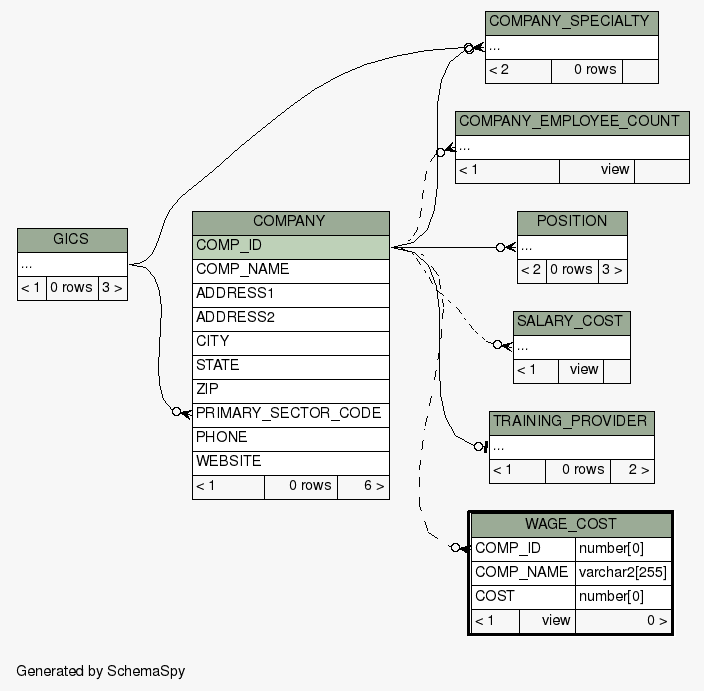 COMPANY_SPECIALTY
...
< 2 0 rows
COMPANY_EMPLOYEE_COUNT
...
< 1 view
GICS
...
< 1 0 rows 3 >
COMPANY
COMP_ID
COMP_NAME
ADDRESS1
ADDRESS2
CITY
STATE
ZIP
PRIMARY_SECTOR_CODE
PHONE
WEBSITE
< 1 0 rows 6 >
POSITION
...
< 2 0 rows 3 >
SALARY_COST
...
< 1 view
TRAINING_PROVIDER
...
< 1 0 rows 2 >
WAGE_COST
COMP_ID number[0]
COMP_NAME varchar2[255]
COST number[0]
< 1 view 0 >
Generated by SchemaSpy